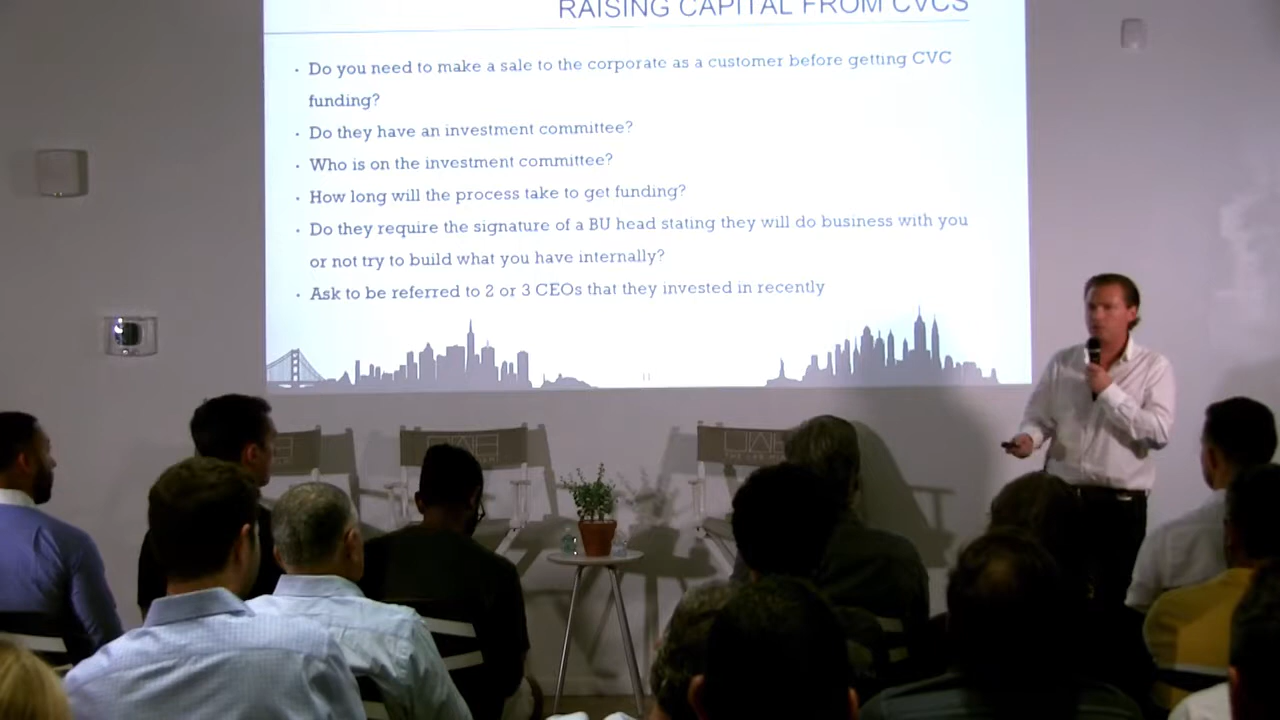 RAISING CAPITAL FROM CVCS
· Do you need to make a sale to the corporate as a customer before getting CVC
funding?
· Do they have an investment committee?
· Who is on the investment committee?
· How long will the process take to get funding?
· Do they require the signature of a BU head stating they will do business with you
or not try to build what you have internally?
· Ask to be referred to 2 or 3 CEOs that they invested in recently